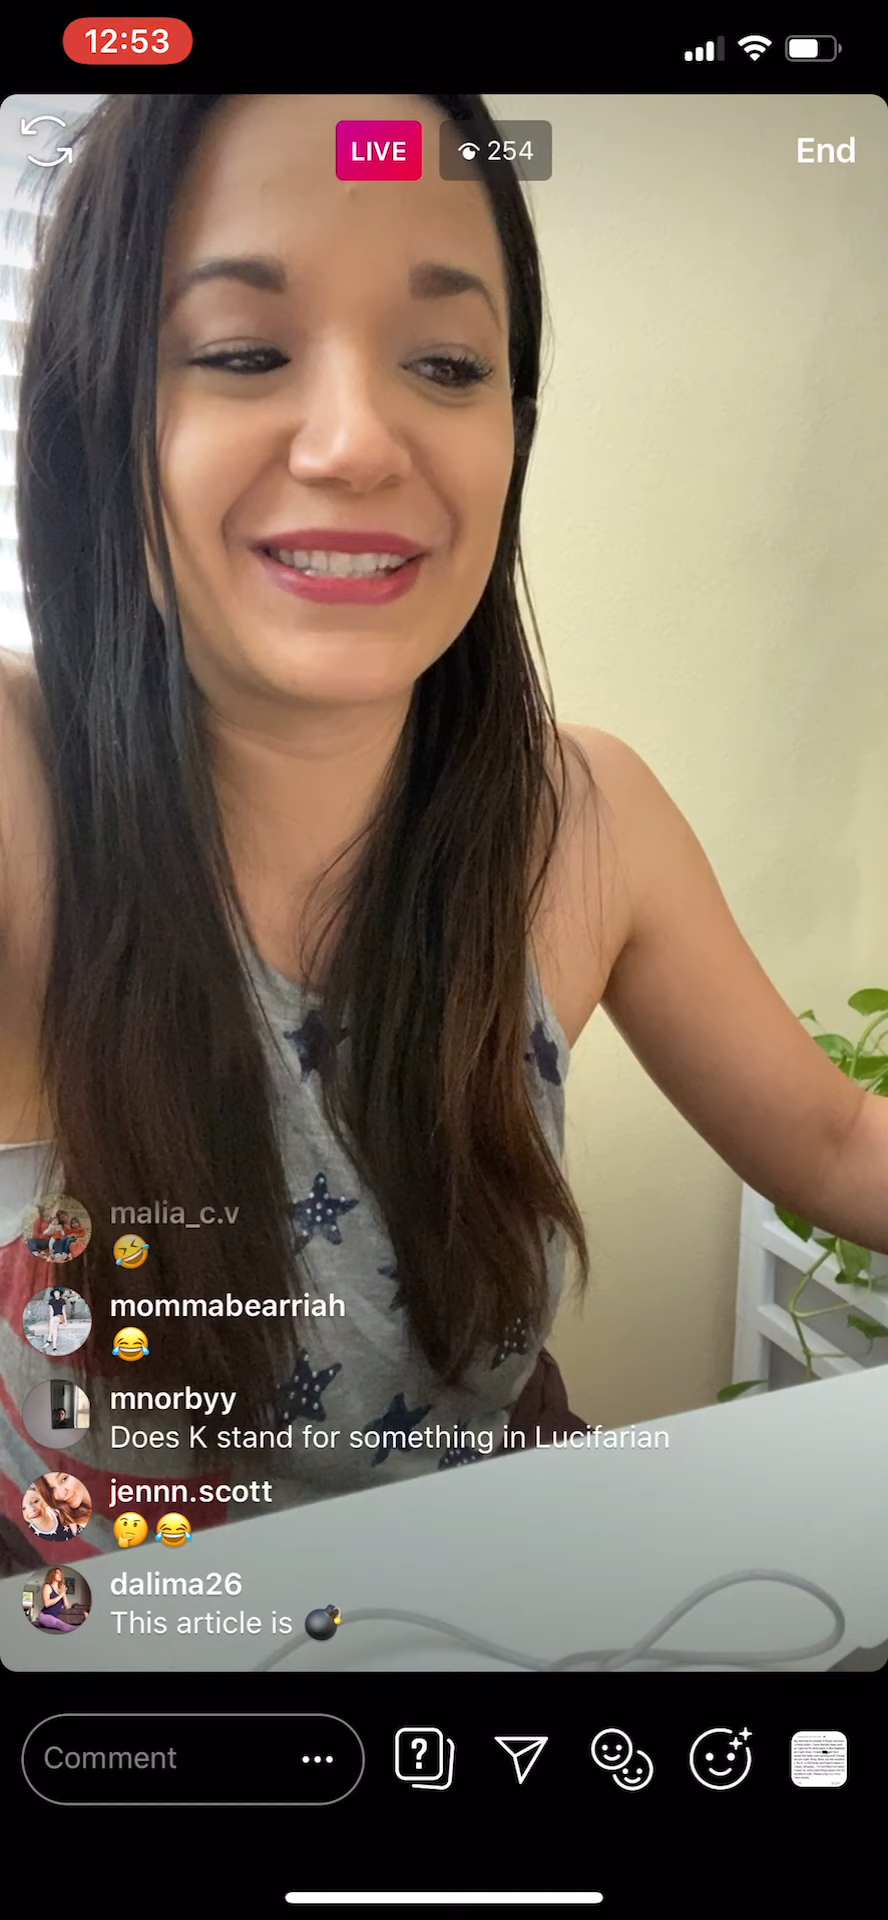 12:53
LIVE 254 End
malia_c.v
🤣
mommabearriah
😂
mnorbyy
Does K stand for something in Lucifarian
jennn.scott
🤔😂
dalima26
This article is 💣
Comment